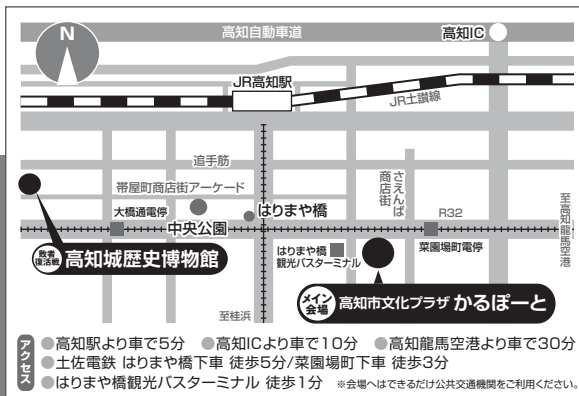 N
高知自動車道
高知IC
JR高知駅
JR土讃線
追手筋
帯屋町商店街アーケード
さえんば商店街
大橋通電停
中央公園
はりまや橋
R32
至高知龍馬空港
敗者復活戦 高知城歴史博物館
はりまや橋
観光バスターミナル
菜園場町電停
至桂浜
メイン会場 高知市文化プラザ かるぽーと
アクセス
●高知駅より車で5分 ●高知ICより車で10分 ●高知龍馬空港より車で30分
●土佐電鉄 はりまや橋下車 徒歩5分/菜園場町下車 徒歩3分
●はりまや橋観光バスターミナル 徒歩1分 ※会場へはできるだけ公共交通機関をご利用ください。